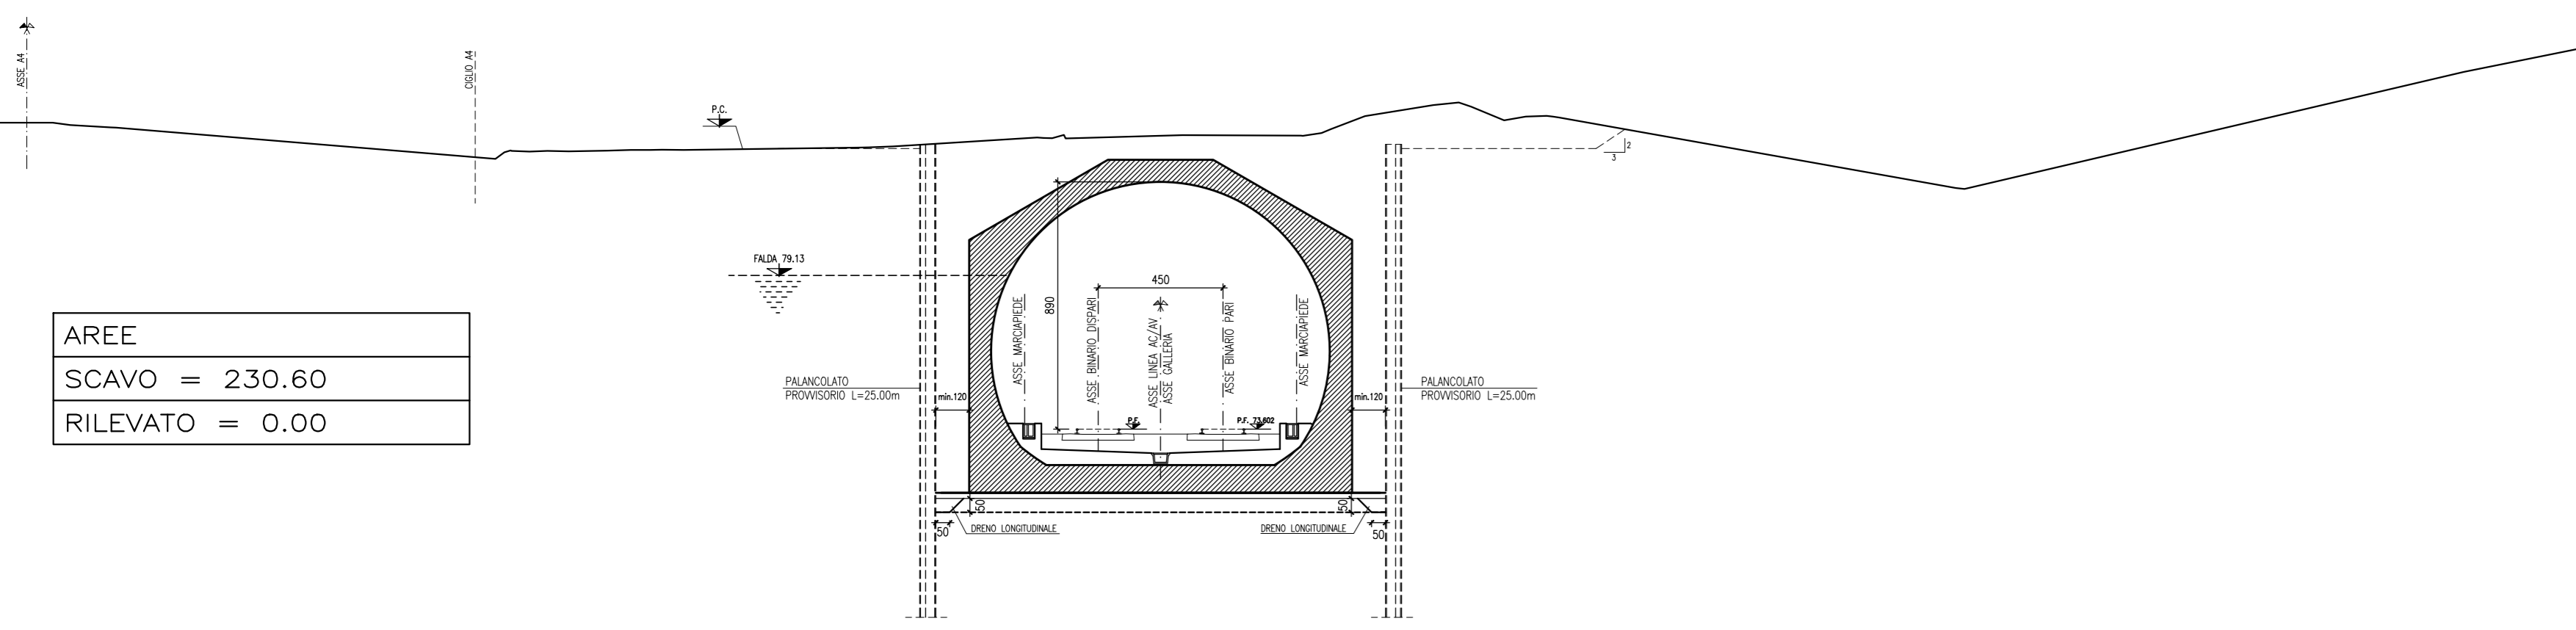 ASSE A4
CIGLIO A4
P.C.
2
3
FALDA 79.13
450
890
ASSE MARCIAPIEDE
ASSE BINARIO DISPARI
ASSE LINEA AC/AV
ASSE GALLERIA
ASSE BINARIO PARI
ASSE MARCIAPIEDE
AREE
SCAVO = 230.60
RILEVATO = 0.00
PALANCOLATO
PROVVISORIO L=25.00m
min.120
min.120
PALANCOLATO
PROVVISORIO L=25.00m
P.F.
P.F. 73.602
50
50
50
DRENO LONGITUDINALE
DRENO LONGITUDINALE
50